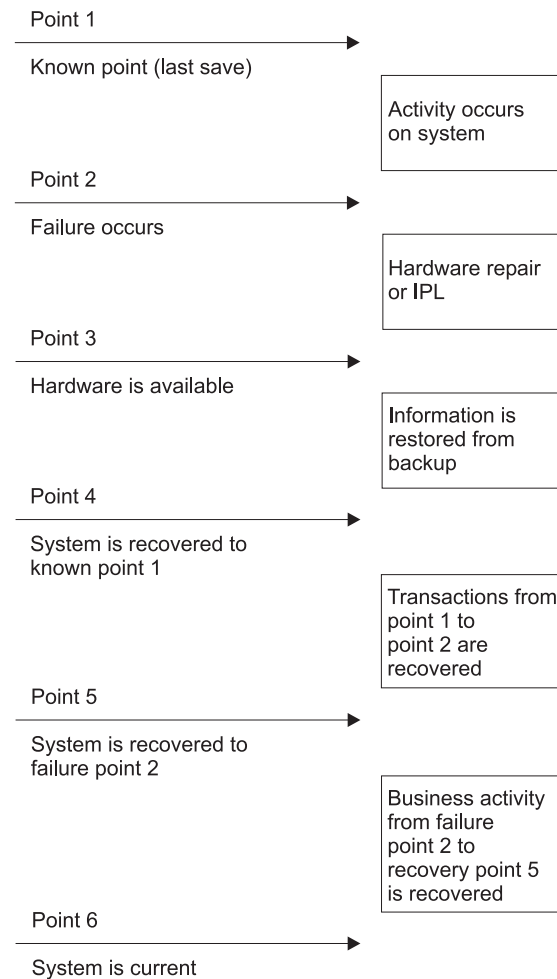 Point 1
Known point (last save)
Activity occurs
on system
Point 2
Failure occurs
Hardware repair
or IPL
Point 3
Hardware is available
Information is
restored from
backup
Point 4
System is recovered to
known point 1
Transactions from
point 1 to
point 2 are
recovered
Point 5
System is recovered to
failure point 2
Business activity
from failure
point 2 to
recovery point 5
is recovered
Point 6
System is current